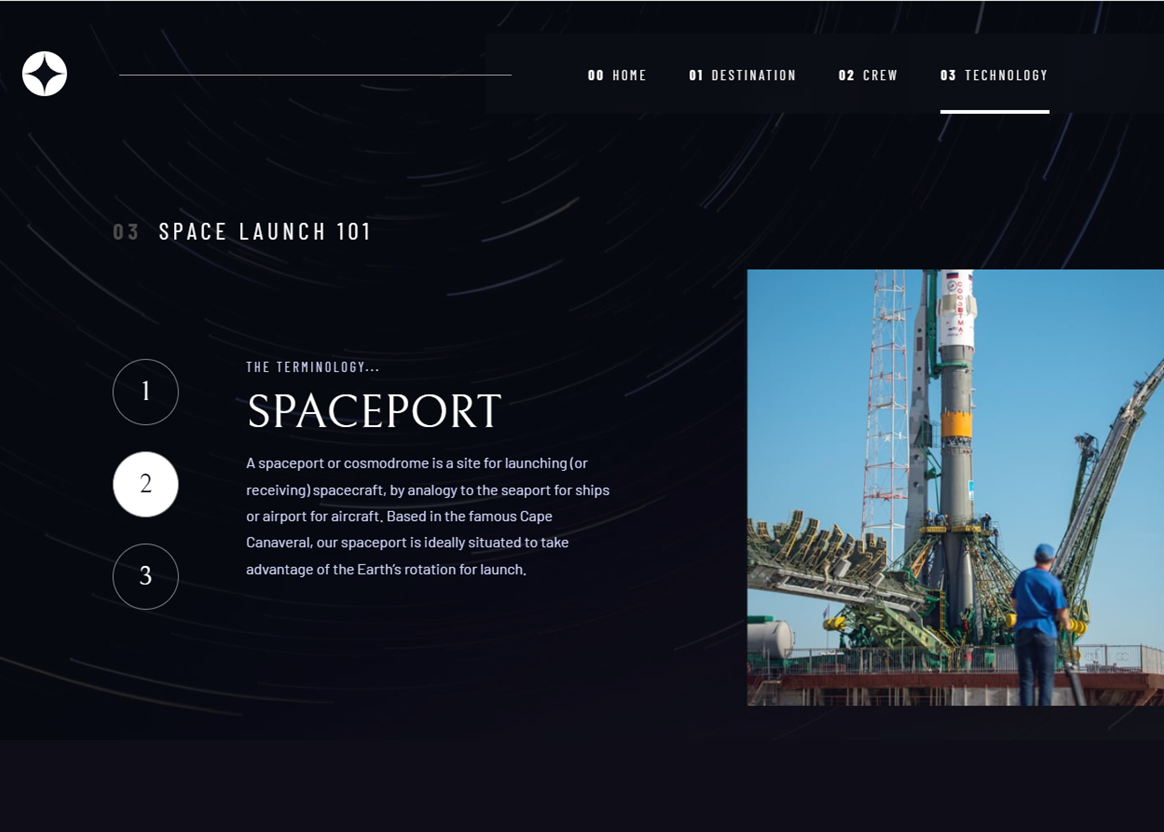 00 HOME 01 DESTINATION 02 CREW 03 TECHNOLOGY
03 SPACE LAUNCH 101
1
2
3
THE TERMINOLOGY...
SPACEPORT
A spaceport or cosmodrome is a site for launching (or
receiving) spacecraft, by analogy to the seaport for ships
or airport for aircraft. Based in the famous Cape
Canaveral, our spaceport is ideally situated to take
advantage of the Earth’s rotation for launch.